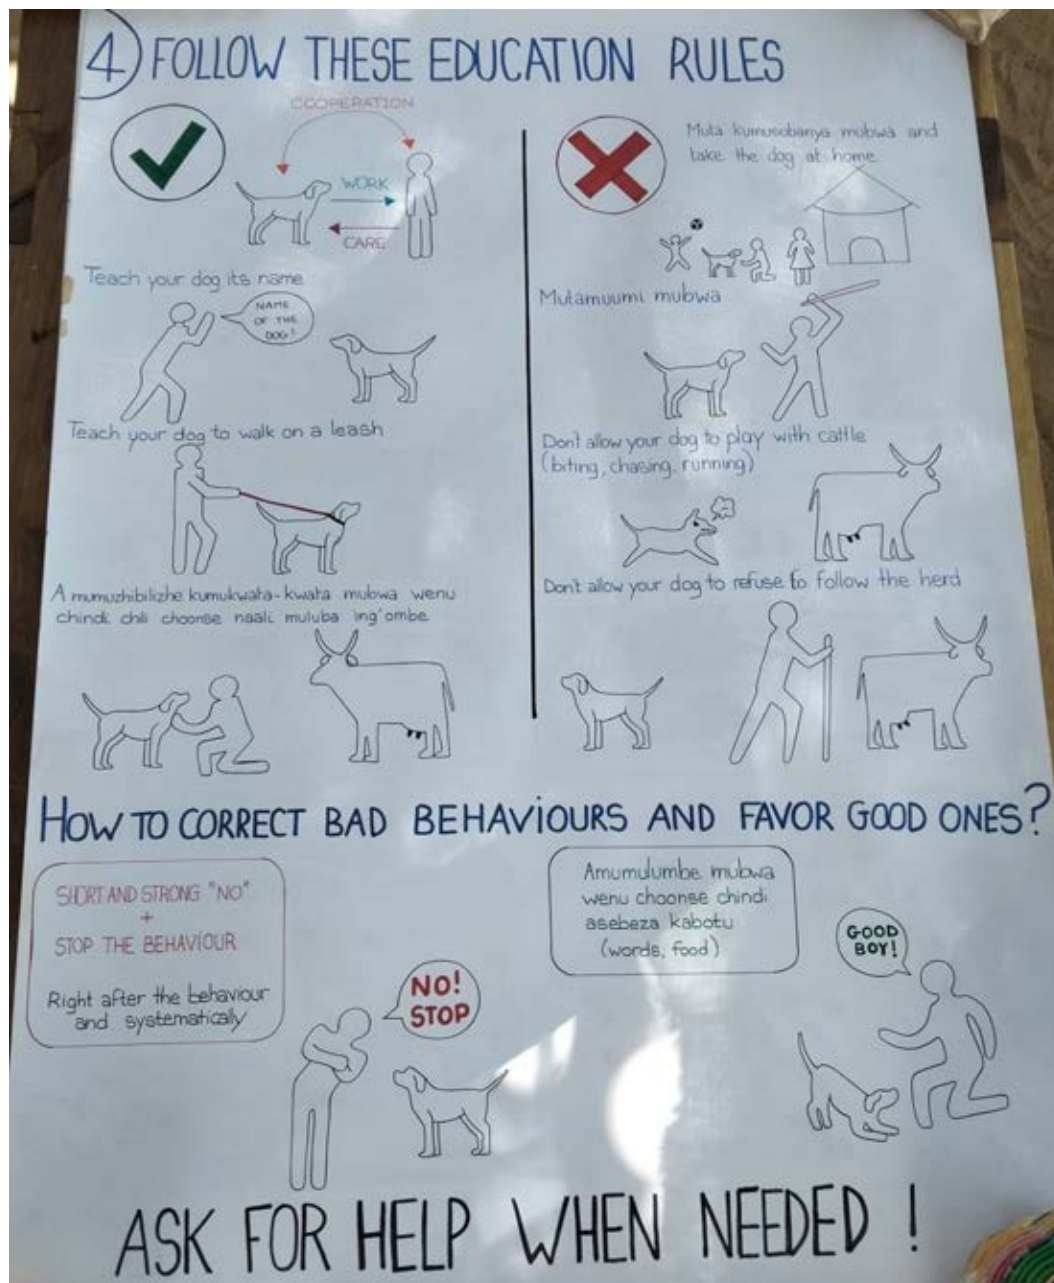 4) FOLLOW THESE EDUCATION RULES
COOPERATION
WORK
CARE
Teach your dog its name
NAME
OF THE
DOG!
Teach your dog to walk on a leash
A mumuzhibilizhe kumukwata-kwata mubwa wenu
chindi chili choonse naali muluba ing'ombe
Muta kumusobanya mubwa and
take the dog at home
Mutamuumi mubwa
Don't allow your dog to play with cattle
(biting, chasing, running)
Don't allow your dog to refuse to follow the herd
HOW TO CORRECT BAD BEHAViOURS AND FAVOR GOOD ONES?
SHORT AND STRONG "NO"
+
STOP THE BEHAVIOUR
Right after the behaviour
and systematically
NO!
STOP
Amumulumbe mubwa
wenu choonse chindi
asebeza kabotu
(words, food)
GOOD
BOY!
ASK FOR HELP WHEN NEEDED !